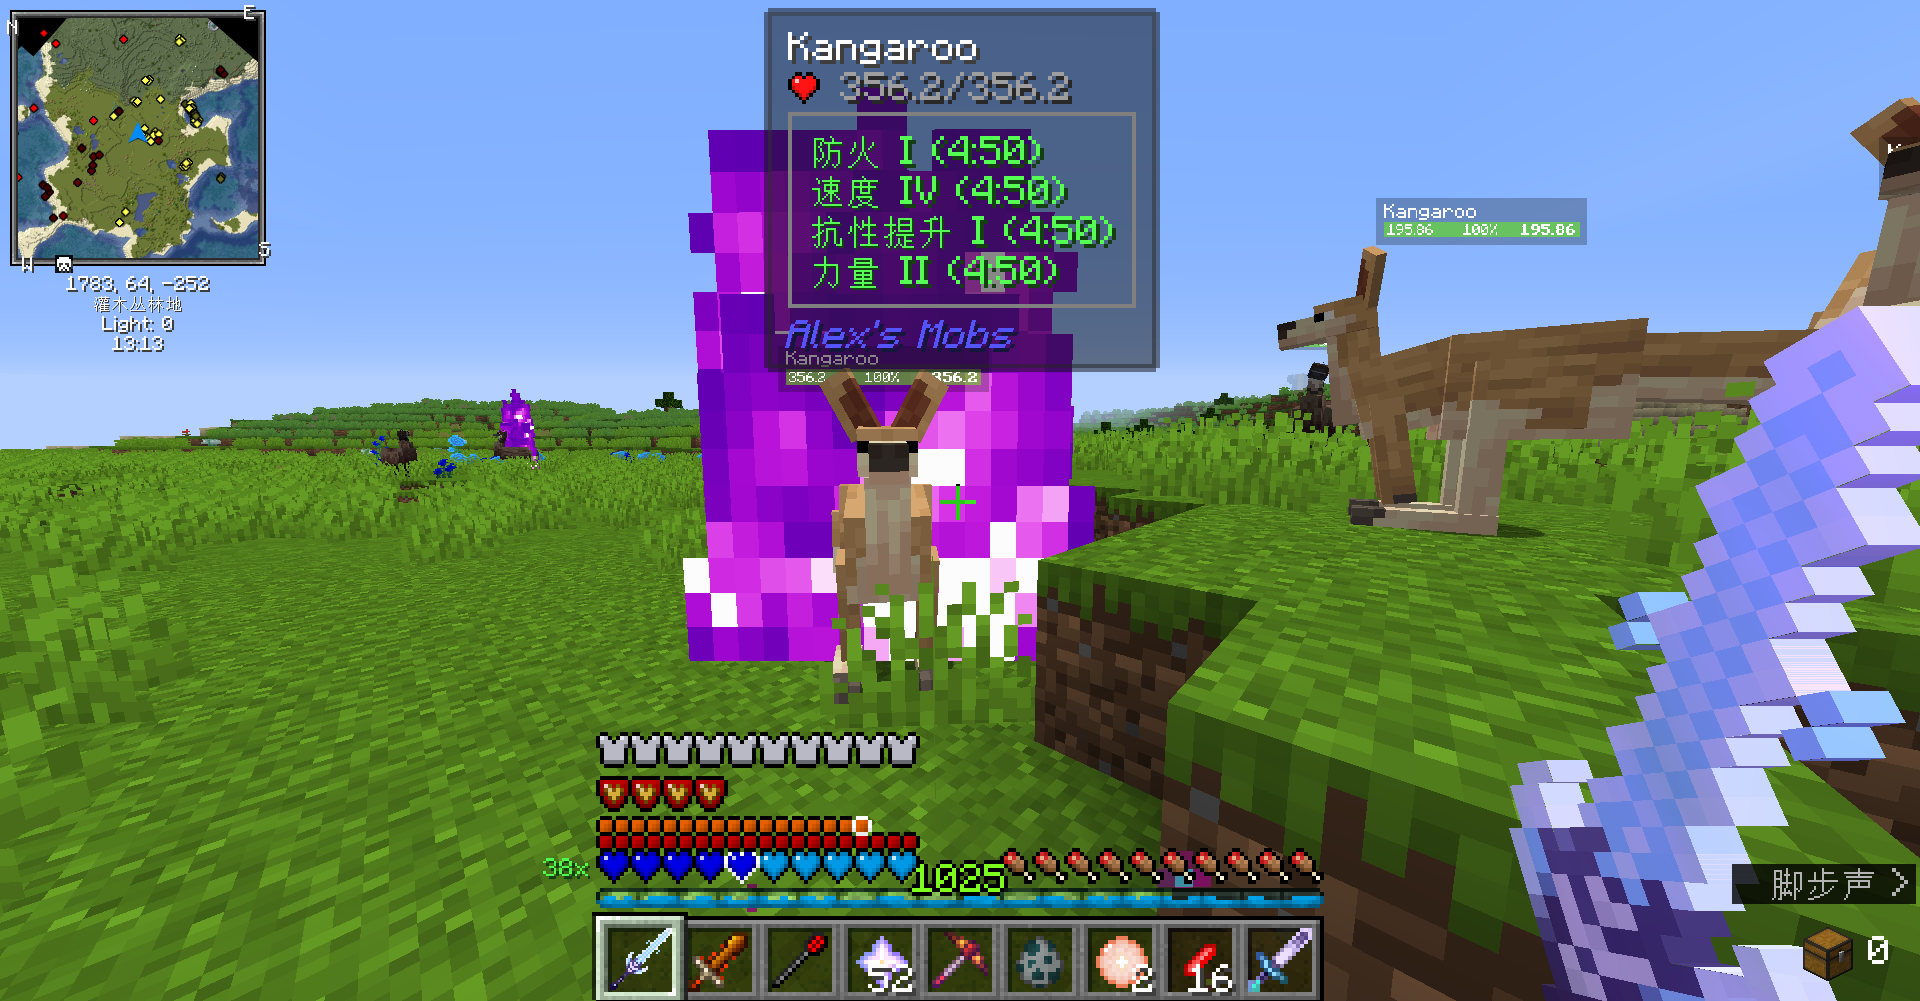 N
E
S
W
1783, 64, -252
灌木丛林地
Light: 0
13:13
Kangaroo
356.2/356.2
防火 I (4:50)
速度 IV (4:50)
抗性提升 I (4:50)
力量 II (4:50)
Alex's Mobs
Kangaroo
356.2 100% 356.2
Kangaroo
195.86 100% 195.86
38x
1025
52
2
16
脚步声 >
0